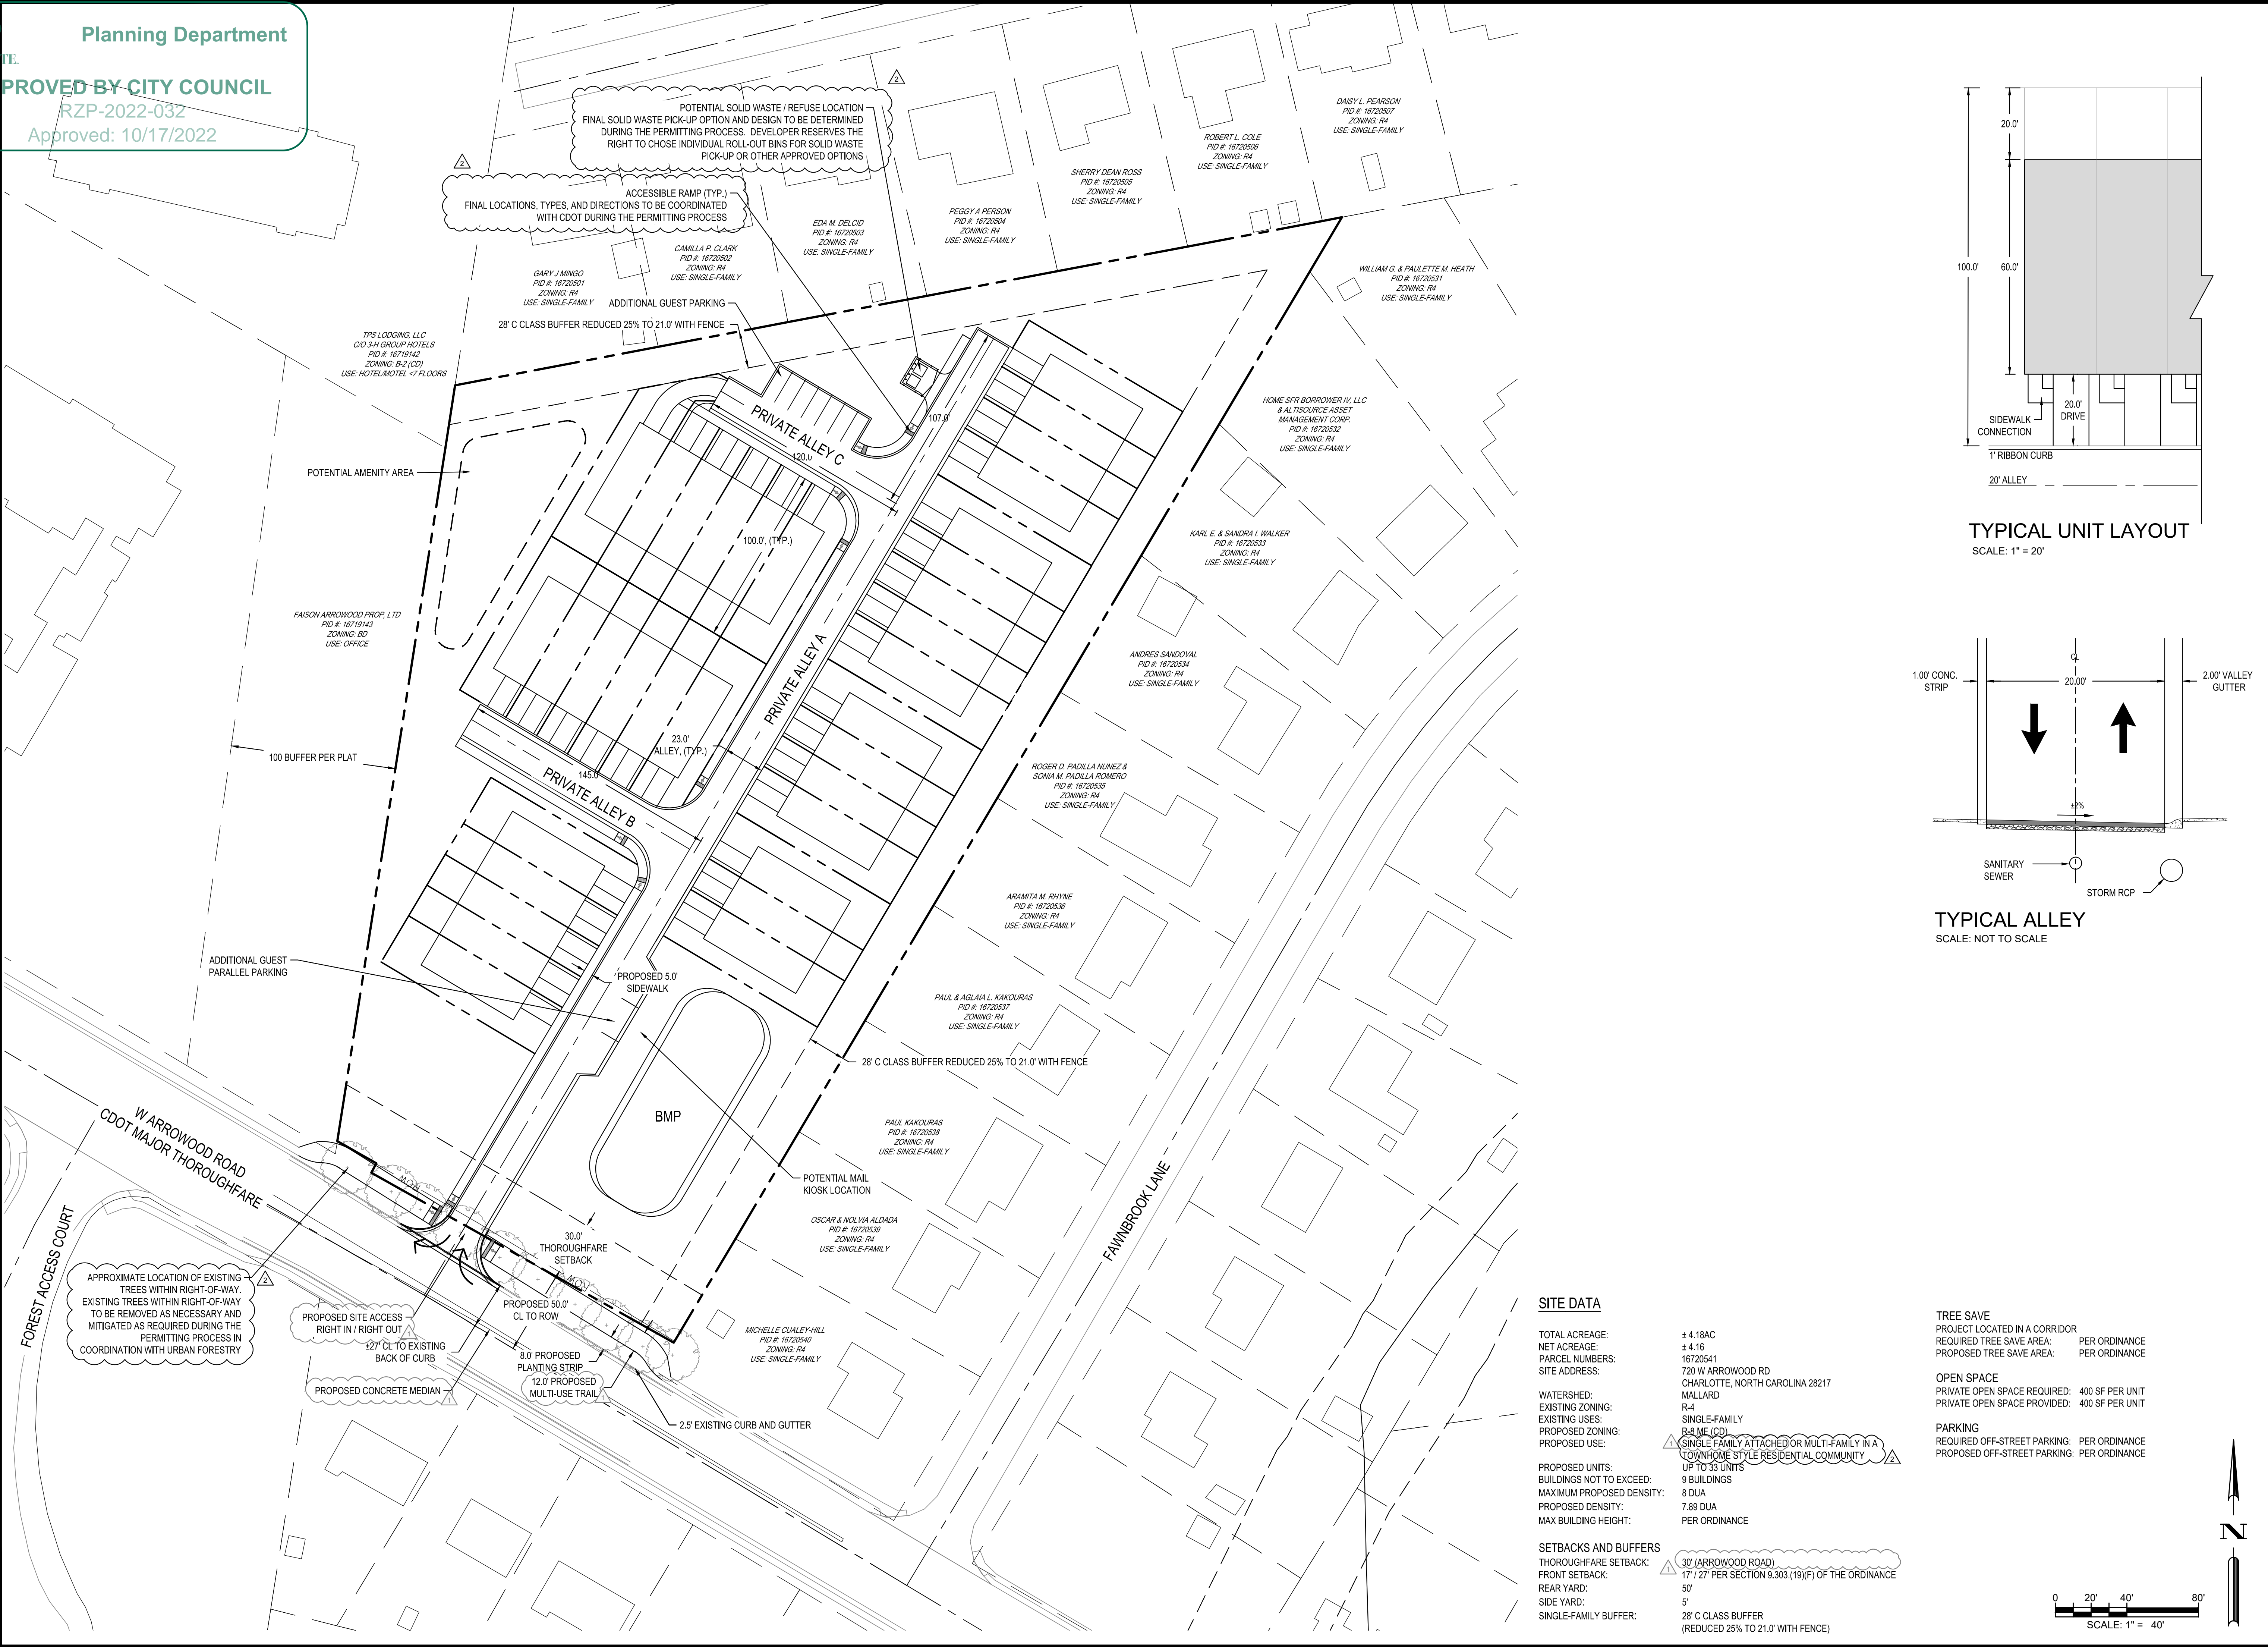 Planning Department
TE.
PROVED BY CITY COUNCIL
RZP-2022-032
Approved: 10/17/2022
2
POTENTIAL SOLID WASTE / REFUSE LOCATION
FINAL SOLID WASTE PICK-UP OPTION AND DESIGN TO BE DETERMINED
DURING THE PERMITTING PROCESS. DEVELOPER RESERVES THE
RIGHT TO CHOSE INDIVIDUAL ROLL-OUT BINS FOR SOLID WASTE
PICK-UP OR OTHER APPROVED OPTIONS
2
ACCESSIBLE RAMP (TYP.)
FINAL LOCATIONS, TYPES, AND DIRECTIONS TO BE COORDINATED
WITH CDOT DURING THE PERMITTING PROCESS
DAISY L. PEARSON
PID #: 16720507
ZONING: R4
USE: SINGLE-FAMILY
ROBERT L. COLE
PID #: 16720506
ZONING: R4
USE: SINGLE-FAMILY
SHERRY DEAN ROSS
PID #: 16720505
ZONING: R4
USE: SINGLE-FAMILY
PEGGY A PERSON
PID #: 16720504
ZONING: R4
USE: SINGLE-FAMILY
EDA M. DELCID
PID #: 16720503
ZONING: R4
USE: SINGLE-FAMILY
CAMILLA P. CLARK
PID #: 16720502
ZONING: R4
USE: SINGLE-FAMILY
GARY J MINGO
PID #: 16720501
ZONING: R4
USE: SINGLE-FAMILY
ADDITIONAL GUEST PARKING
28' C CLASS BUFFER REDUCED 25% TO 21.0' WITH FENCE
WILLIAM G. & PAULETTE M. HEATH
PID #: 16720531
ZONING: R4
USE: SINGLE-FAMILY
TPS LODGING, LLC
C/O 3-H GROUP HOTELS
PID #: 16719142
ZONING: B-2 (CD)
USE: HOTEL/MOTEL <7 FLOORS
HOME SFR BORROWER IV, LLC
& ALTISOURCE ASSET
MANAGEMENT CORP.
PID #: 16720532
ZONING: R4
USE: SINGLE-FAMILY
PRIVATE ALLEY C
107.0'
120.0
POTENTIAL AMENITY AREA
100.0', (TYP.)
KARL E. & SANDRA I. WALKER
PID #: 16720533
ZONING: R4
USE: SINGLE-FAMILY
FAISON ARROWOOD PROP, LTD
PID #: 16719143
ZONING: BD
USE: OFFICE
ANDRES SANDOVAL
PID #: 16720534
ZONING: R4
USE: SINGLE-FAMILY
PRIVATE ALLEY A
23.0'
ALLEY, (TYP.)
100 BUFFER PER PLAT
145.0'
PRIVATE ALLEY B
ROGER D. PADILLA NUNEZ &
SONIA M. PADILLA ROMERO
PID #: 16720535
ZONING: R4
USE: SINGLE-FAMILY
ARAMITA M. RHYNE
PID #: 16720536
ZONING: R4
USE: SINGLE-FAMILY
ADDITIONAL GUEST
PARALLEL PARKING
PROPOSED 5.0'
SIDEWALK
PAUL & AGLAIA L. KAKOURAS
PID #: 16720537
ZONING: R4
USE: SINGLE-FAMILY
28' C CLASS BUFFER REDUCED 25% TO 21.0' WITH FENCE
BMP
PAUL KAKOURAS
PID #: 16720538
ZONING: R4
USE: SINGLE-FAMILY
POTENTIAL MAIL
KIOSK LOCATION
OSCAR & NOLVIA ALDADA
PID #: 16720539
ZONING: R4
USE: SINGLE-FAMILY
W ARROWOOD ROAD
CDOT MAJOR THOROUGHFARE
FOREST ACCESS COURT
FAWNBROOK LANE
ROW
30.0'
THOROUGHFARE
SETBACK
ROW
APPROXIMATE LOCATION OF EXISTING
TREES WITHIN RIGHT-OF-WAY.
EXISTING TREES WITHIN RIGHT-OF-WAY
TO BE REMOVED AS NECESSARY AND
MITIGATED AS REQUIRED DURING THE
PERMITTING PROCESS IN
COORDINATION WITH URBAN FORESTRY
2
PROPOSED SITE ACCESS
RIGHT IN / RIGHT OUT
1
±27' CL TO EXISTING
BACK OF CURB
PROPOSED CONCRETE MEDIAN
1
PROPOSED 50.0'
CL TO ROW
8.0' PROPOSED
PLANTING STRIP
12.0' PROPOSED
MULTI-USE TRAIL
1
2.5' EXISTING CURB AND GUTTER
MICHELLE CUALEY-HILL
PID #: 16720540
ZONING: R4
USE: SINGLE-FAMILY
20.0'
100.0'
60.0'
20.0'
DRIVE
SIDEWALK
CONNECTION
1' RIBBON CURB
20' ALLEY
TYPICAL UNIT LAYOUT
SCALE: 1" = 20'
CL
1.00' CONC.
STRIP
20.00'
2.00' VALLEY
GUTTER
±2%
SANITARY
SEWER
STORM RCP
TYPICAL ALLEY
SCALE: NOT TO SCALE
SITE DATA
TOTAL ACREAGE: ± 4.18AC
NET ACREAGE: ± 4.16
PARCEL NUMBERS: 16720541
SITE ADDRESS: 720 W ARROWOOD RD
CHARLOTTE, NORTH CAROLINA 28217
WATERSHED: MALLARD
EXISTING ZONING: R-4
EXISTING USES: SINGLE-FAMILY
PROPOSED ZONING: R-8 MF (CD)
PROPOSED USE: 1 SINGLE FAMILY ATTACHED OR MULTI-FAMILY IN A
TOWNHOME STYLE RESIDENTIAL COMMUNITY 2
PROPOSED UNITS: UP TO 33 UNITS
BUILDINGS NOT TO EXCEED: 9 BUILDINGS
MAXIMUM PROPOSED DENSITY: 8 DUA
PROPOSED DENSITY: 7.89 DUA
MAX BUILDING HEIGHT: PER ORDINANCE
SETBACKS AND BUFFERS
THOROUGHFARE SETBACK: 1 30' (ARROWOOD ROAD)
FRONT SETBACK: 17' / 27' PER SECTION 9.303.(19)(F) OF THE ORDINANCE
REAR YARD: 50'
SIDE YARD: 5'
SINGLE-FAMILY BUFFER: 28' C CLASS BUFFER
(REDUCED 25% TO 21.0' WITH FENCE)
TREE SAVE
PROJECT LOCATED IN A CORRIDOR
REQUIRED TREE SAVE AREA: PER ORDINANCE
PROPOSED TREE SAVE AREA: PER ORDINANCE
OPEN SPACE
PRIVATE OPEN SPACE REQUIRED: 400 SF PER UNIT
PRIVATE OPEN SPACE PROVIDED: 400 SF PER UNIT
PARKING
REQUIRED OFF-STREET PARKING: PER ORDINANCE
PROPOSED OFF-STREET PARKING: PER ORDINANCE
N
0 20' 40' 80'
SCALE: 1" = 40'